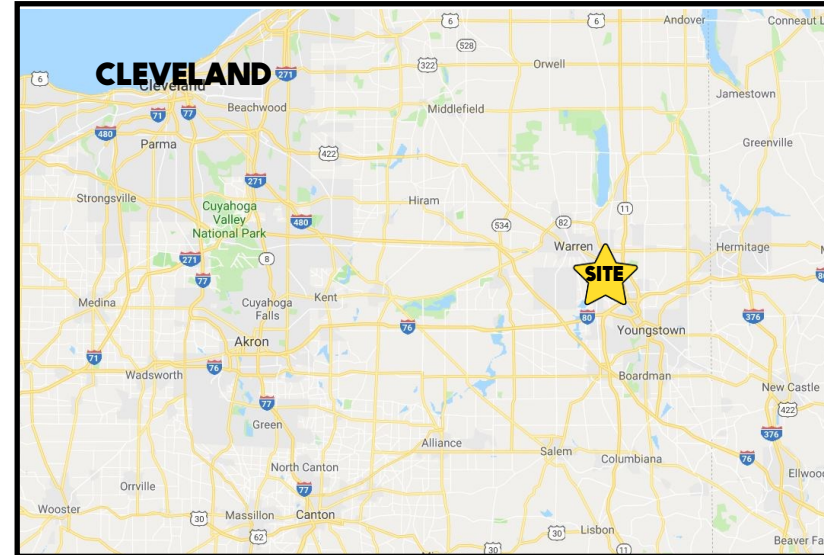 6
6
Andover
Conneaut L
528
CLEVELAND
271
322
Orwell
6
Cleveland
Jamestown
71
77
Beachwood
Middlefield
480
Parma
Greenville
422
271
Strongsville
Cuyahoga
Valley
National Park
Hiram
480
534
82
11
Warren
Hermitage
271
8
SITE
77
80
Medina
Cuyahoga
Falls
Kent
76
80
376
Akron
Youngstown
71
76
Wadsworth
Boardman
77
New Castle
422
Green
376
Alliance
Salem
Columbiana
76
North Canton
Ellwoo
77
Orrville
Wooster
30
Massillon
Canton
62
30
Lisbon
30
11
Beaver Fa